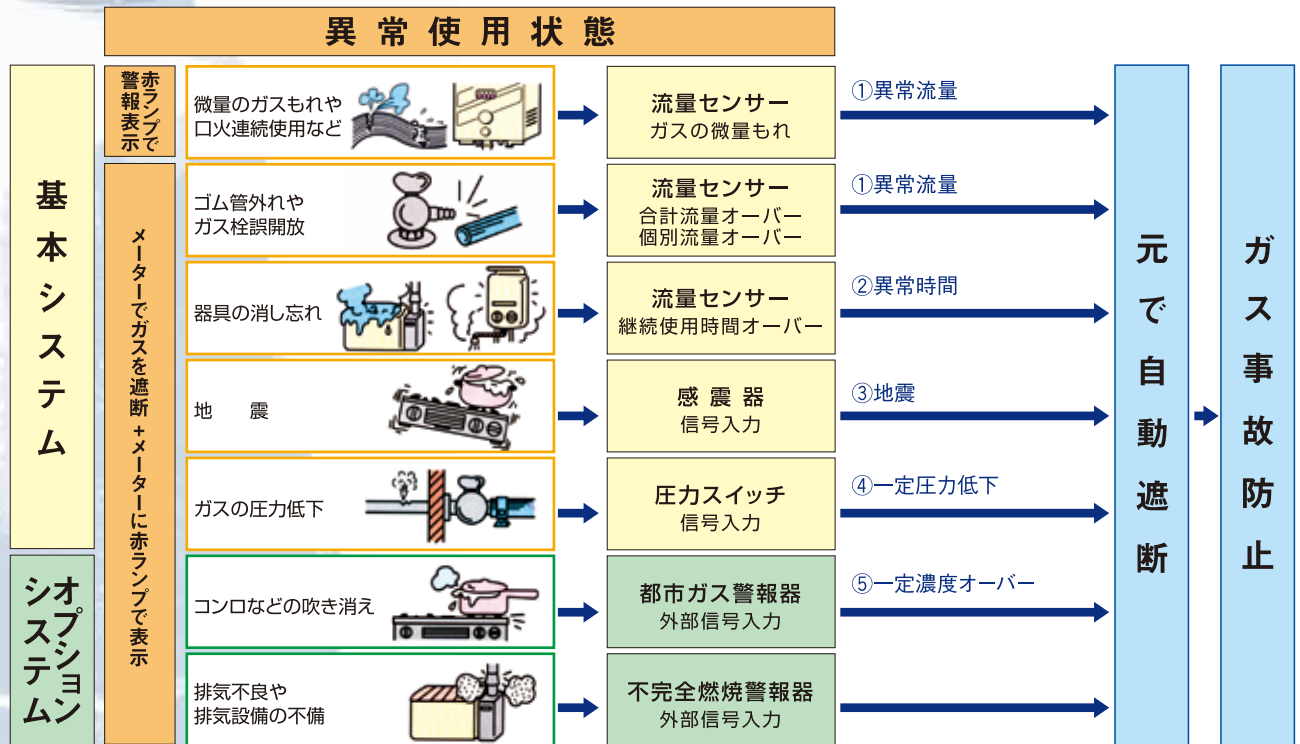 異常使用状態
基本システム
オプション
システム
赤ランプで
警報表示
メーターでガスを遮断+メーターに赤ランプで表示
微量のガスもれや
口火連続使用など
流量センサー
ガスの微量もれ
①異常流量
ゴム管外れや
ガス栓誤開放
流量センサー
合計流量オーバー
個別流量オーバー
①異常流量
器具の消し忘れ
流量センサー
継続使用時間オーバー
②異常時間
地 震
感震器
信号入力
③地震
ガスの圧力低下
圧力スイッチ
信号入力
④一定圧力低下
コンロなどの吹き消え
都市ガス警報器
外部信号入力
⑤一定濃度オーバー
排気不良や
排気設備の不備
不完全燃焼警報器
外部信号入力
元で自動遮断
ガス事故防止